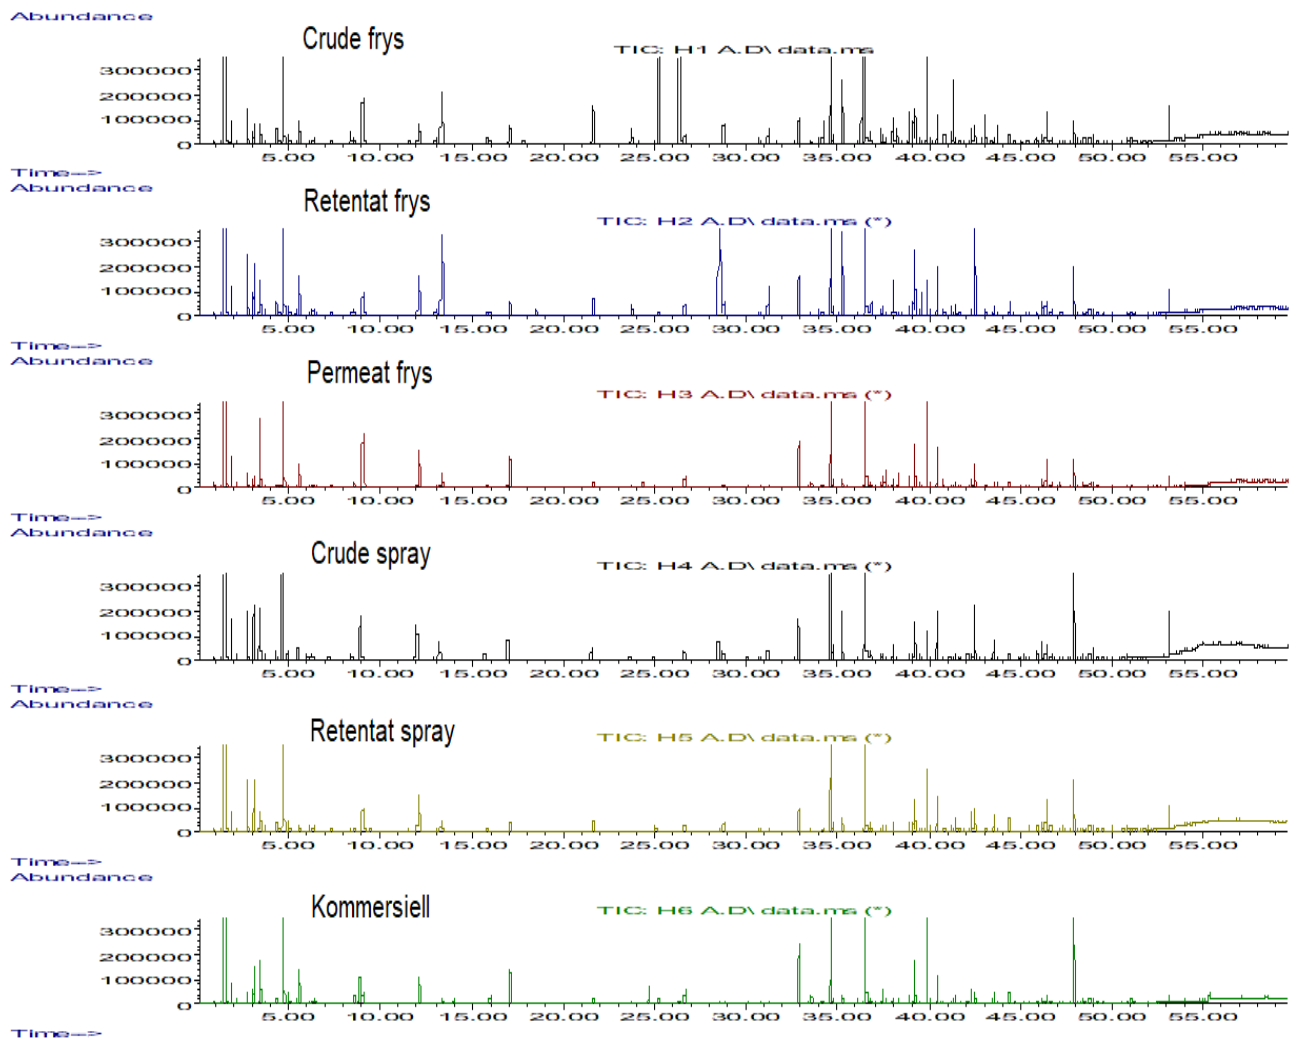 Abundance
Crude frys
TIC: H1 A.D\ data.ms
300000
200000
100000
0
5.00 10.00 15.00 20.00 25.00 30.00 35.00 40.00 45.00 50.00 55.00
Time-->
Abundance
Retentat frys
TIC: H2 A.D\ data.ms (*)
300000
200000
100000
0
5.00 10.00 15.00 20.00 25.00 30.00 35.00 40.00 45.00 50.00 55.00
Time-->
Abundance
Permeat frys
TIC: H3 A.D\ data.ms (*)
300000
200000
100000
0
5.00 10.00 15.00 20.00 25.00 30.00 35.00 40.00 45.00 50.00 55.00
Time-->
Abundance
Crude spray
TIC: H4 A.D\ data.ms (*)
300000
200000
100000
0
5.00 10.00 15.00 20.00 25.00 30.00 35.00 40.00 45.00 50.00 55.00
Time-->
Abundance
Retentat spray
TIC: H5 A.D\ data.ms (*)
300000
200000
100000
0
5.00 10.00 15.00 20.00 25.00 30.00 35.00 40.00 45.00 50.00 55.00
Time-->
Abundance
Kommersiell
TIC: H6 A.D\ data.ms (*)
300000
200000
100000
0
5.00 10.00 15.00 20.00 25.00 30.00 35.00 40.00 45.00 50.00 55.00
Time-->